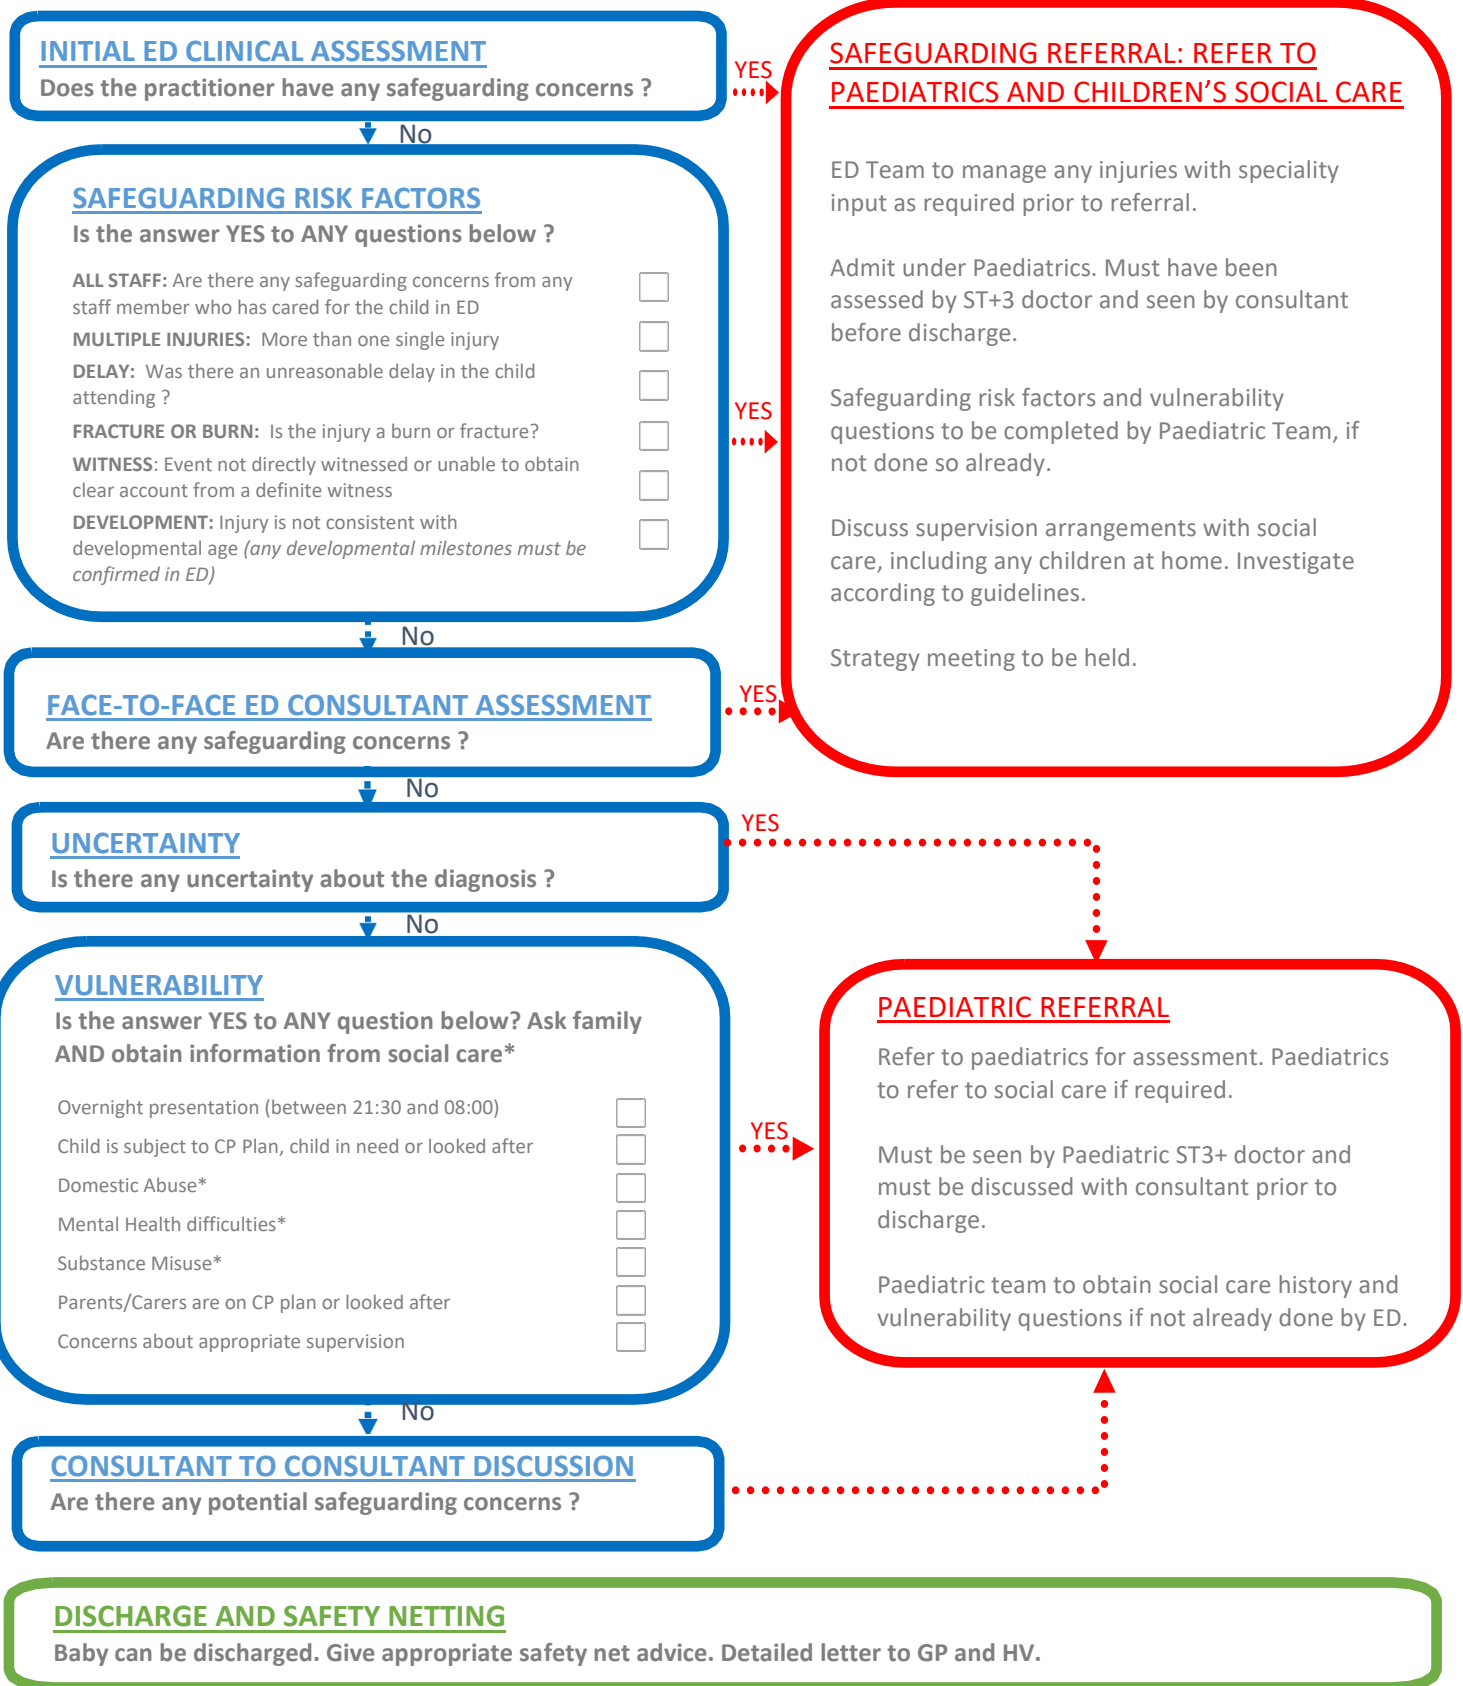 INITIAL ED CLINICAL ASSESSMENT
Does the practitioner have any safeguarding concerns ?
YES
No
SAFEGUARDING REFERRAL: REFER TO
PAEDIATRICS AND CHILDREN’S SOCIAL CARE
ED Team to manage any injuries with speciality
input as required prior to referral.
Admit under Paediatrics. Must have been
assessed by ST+3 doctor and seen by consultant
before discharge.
Safeguarding risk factors and vulnerability
questions to be completed by Paediatric Team, if
not done so already.
Discuss supervision arrangements with social
care, including any children at home. Investigate
according to guidelines.
Strategy meeting to be held.
SAFEGUARDING RISK FACTORS
Is the answer YES to ANY questions below ?
ALL STAFF: Are there any safeguarding concerns from any
staff member who has cared for the child in ED
MULTIPLE INJURIES: More than one single injury
DELAY: Was there an unreasonable delay in the child
attending ?
FRACTURE OR BURN: Is the injury a burn or fracture?
WITNESS: Event not directly witnessed or unable to obtain
clear account from a definite witness
DEVELOPMENT: Injury is not consistent with
developmental age (any developmental milestones must be
confirmed in ED)
YES
No
FACE-TO-FACE ED CONSULTANT ASSESSMENT
Are there any safeguarding concerns ?
YES
No
UNCERTAINTY
Is there any uncertainty about the diagnosis ?
YES
No
VULNERABILITY
Is the answer YES to ANY question below? Ask family
AND obtain information from social care*
Overnight presentation (between 21:30 and 08:00)
Child is subject to CP Plan, child in need or looked after
Domestic Abuse*
Mental Health difficulties*
Substance Misuse*
Parents/Carers are on CP plan or looked after
Concerns about appropriate supervision
YES
No
PAEDIATRIC REFERRAL
Refer to paediatrics for assessment. Paediatrics
to refer to social care if required.
Must be seen by Paediatric ST3+ doctor and
must be discussed with consultant prior to
discharge.
Paediatric team to obtain social care history and
vulnerability questions if not already done by ED.
CONSULTANT TO CONSULTANT DISCUSSION
Are there any potential safeguarding concerns ?
DISCHARGE AND SAFETY NETTING
Baby can be discharged. Give appropriate safety net advice. Detailed letter to GP and HV.